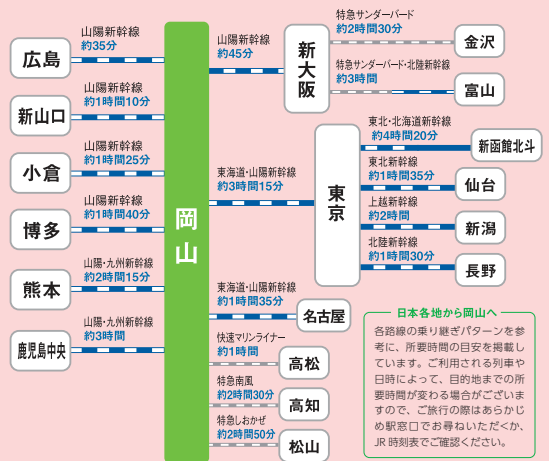 山陽新幹線
約35分
広島
山陽新幹線
約1時間10分
新山口
山陽新幹線
約1時間25分
小倉
山陽新幹線
約1時間40分
博多
山陽・九州新幹線
約2時間15分
熊本
山陽・九州新幹線
約3時間
鹿児島中央
岡山
山陽新幹線
約45分
新大阪
特急サンダーバード
約2時間30分
金沢
特急サンダーバード・北陸新幹線
約3時間
富山
東海道・山陽新幹線
約3時間15分
東京
東北・北海道新幹線
約4時間20分
新函館北斗
東北新幹線
約1時間35分
仙台
上越新幹線
約2時間
新潟
北陸新幹線
約1時間30分
長野
東海道・山陽新幹線
約1時間35分
名古屋
快速マリンライナー
約1時間
高松
特急南風
約2時間30分
高知
特急しおかぜ
約2時間50分
松山
日本各地から岡山へ
各路線の乗り継ぎパターンを参
考に、所要時間の目安を掲載し
ています。ご利用される列車や
日時によって、目的地までの所
要時間が変わる場合がございま
すので、ご旅行の際はあらかじ
め駅窓口でお尋ねいただくか、
JR時刻表でご確認ください。